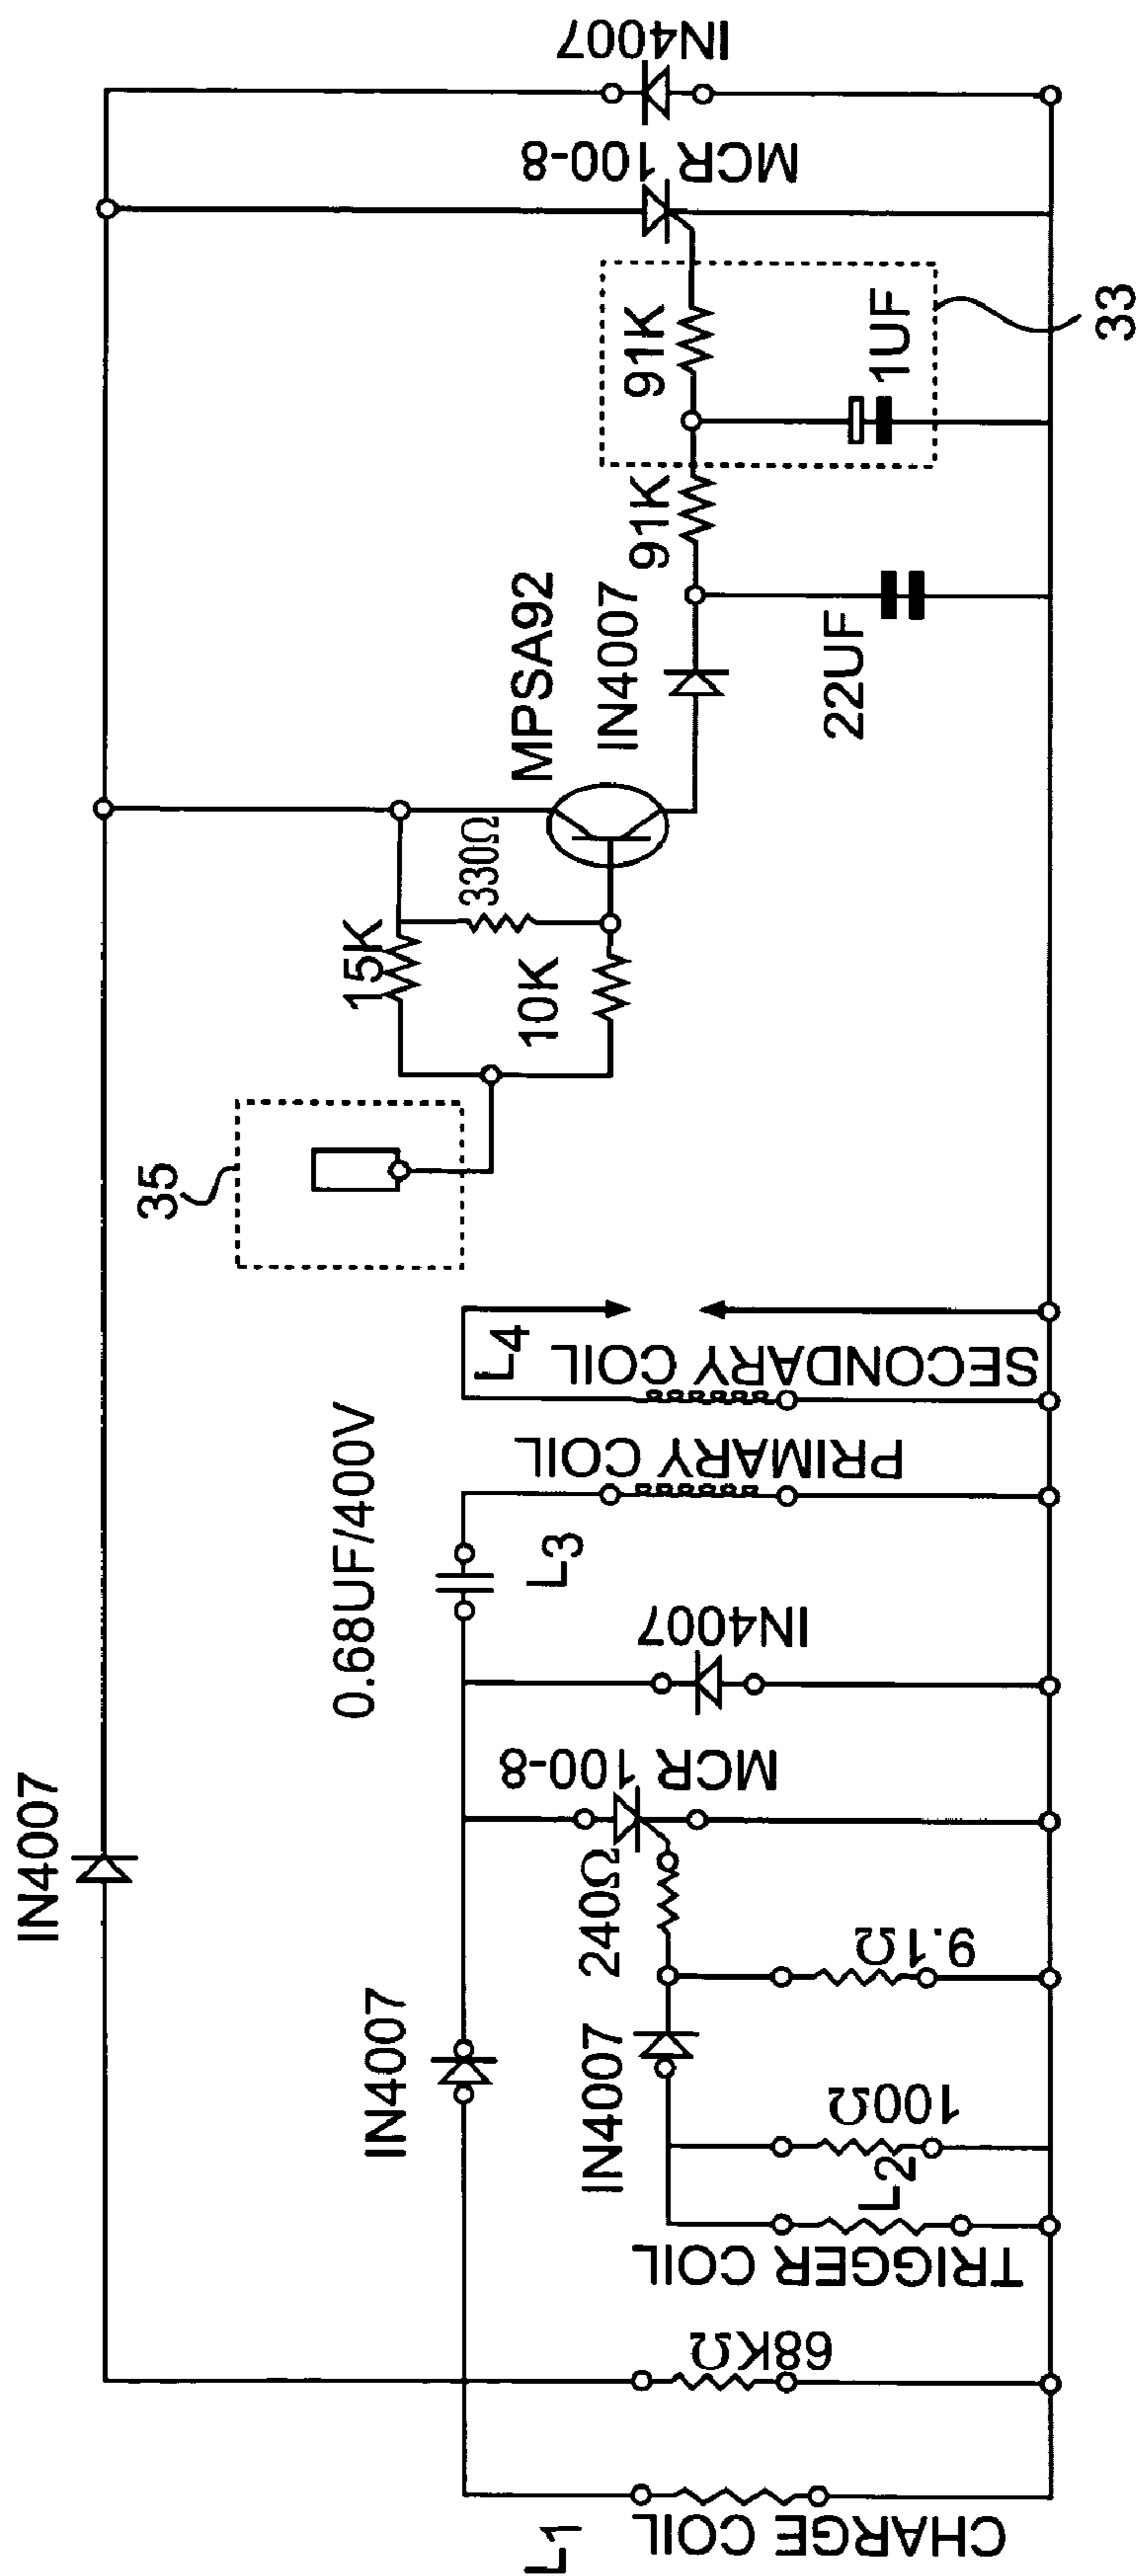 L1
CHARGE COIL
68KΩ
TRIGGER COIL
L2
100Ω
IN4007
9.1Ω
240Ω
MCR 100-8
IN4007
IN4007
IN4007
0.68UF/400V
L3
PRIMARY COIL
L4
SECONDARY COIL
35
15K
10K
330Ω
MPSA92
IN4007
22UF
91K
91K
1UF
33
MCR 100-8
IN4007